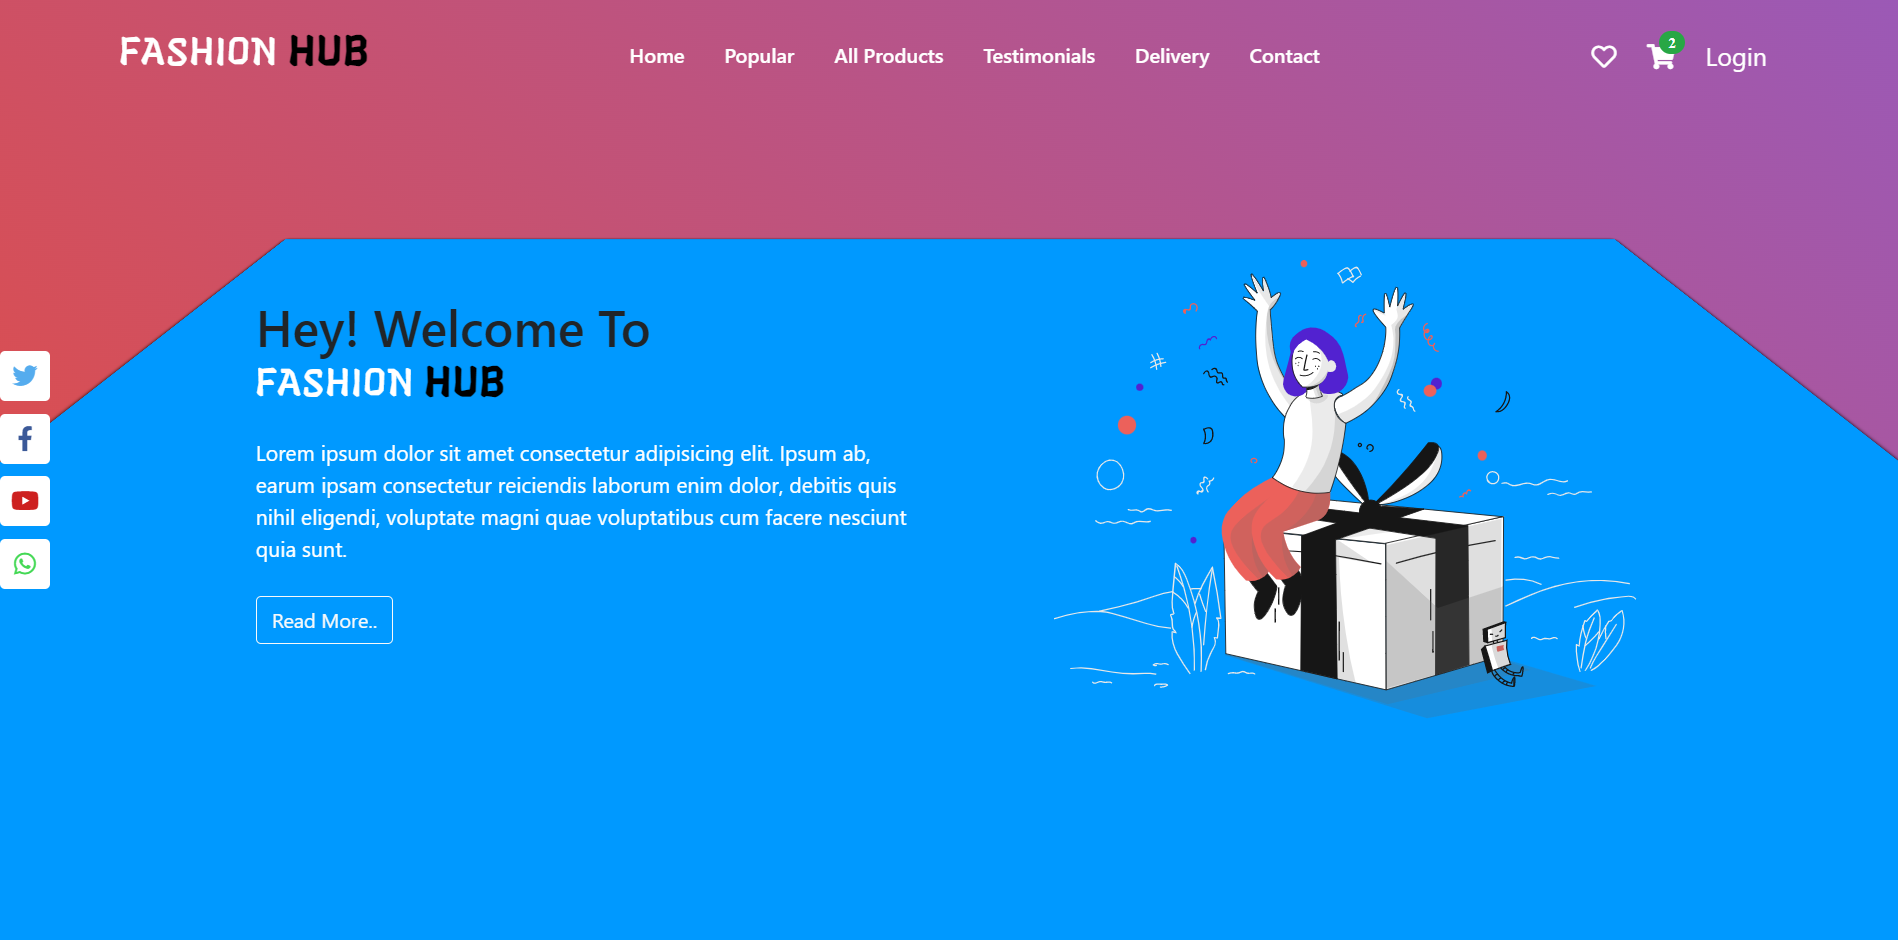 FASHION HUB
Home Popular All Products Testimonials Delivery Contact
2
Login
Hey! Welcome To
FASHION HUB
Lorem ipsum dolor sit amet consectetur adipisicing elit. Ipsum ab,
earum ipsam consectetur reiciendis laborum enim dolor, debitis quis
nihil eligendi, voluptate magni quae voluptatibus cum facere nesciunt
quia sunt.
Read More..